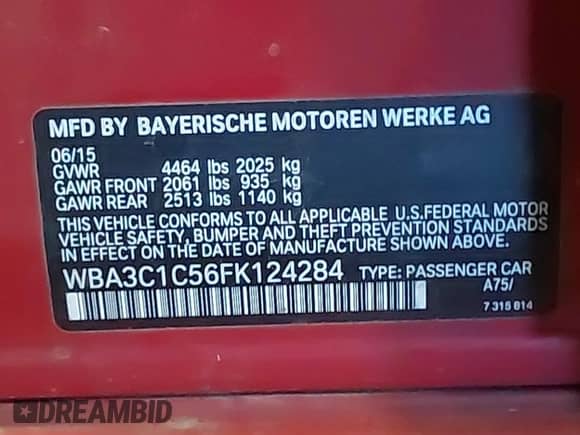 MFD BY BAYERISCHE MOTOREN WERKE AG
06/15
GVWR 4464 lbs 2025 kg
GAWR FRONT 2061 lbs 935 kg
GAWR REAR 2513 lbs 1140 kg
THIS VEHICLE CONFORMS TO ALL APPLICABLE U.S.FEDERAL MOTOR
VEHICLE SAFETY, BUMPER AND THEFT PREVENTION STANDARDS
IN EFFECT ON THE DATE OF MANUFACTURE SHOWN ABOVE.
WBA3C1C56FK124284 TYPE: PASSENGER CAR
A75/
7 315 814
DREAMBID